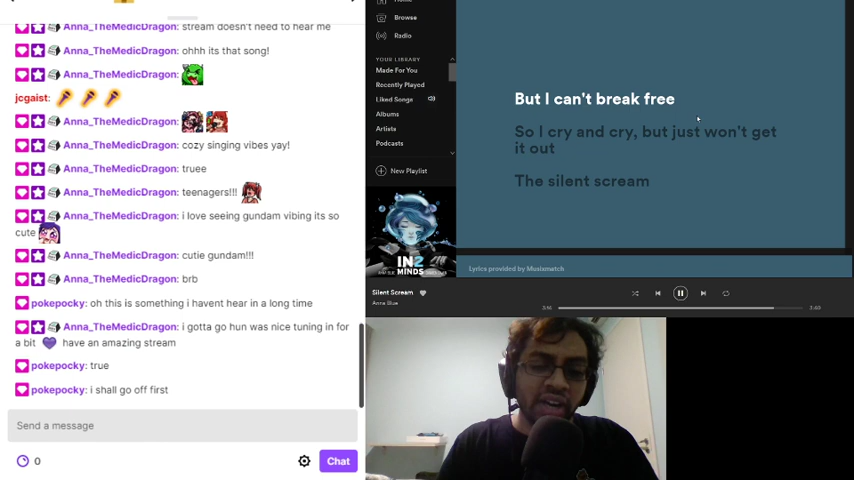 Anna_TheMedicDragon: stream doesn't need to hear me
Anna_TheMedicDragon: ohhh its that song!
Anna_TheMedicDragon:
jcgaist:
Anna_TheMedicDragon:
Anna_TheMedicDragon: cozy singing vibes yay!
Anna_TheMedicDragon: truee
Anna_TheMedicDragon: teenagers!!!
Anna_TheMedicDragon: i love seeing gundam vibing its so
cute
Anna_TheMedicDragon: cutie gundam!!!
Anna_TheMedicDragon: brb
pokepocky: oh this is something i havent hear in a long time
Anna_TheMedicDragon: i gotta go hun was nice tuning in for
a bit have an amazing stream
pokepocky: true
pokepocky: i shall go off first
Send a message
0
Chat
Browse
Radio
YOUR LIBRARY
Made For You
Recently Played
Liked Songs
Albums
Artists
Podcasts
New Playlist
IN2
MINDS
Silent Scream
Anna Blue
But I can't break free
So I cry and cry, but just won't get
it out
The silent scream
Lyrics provided by Musixmatch